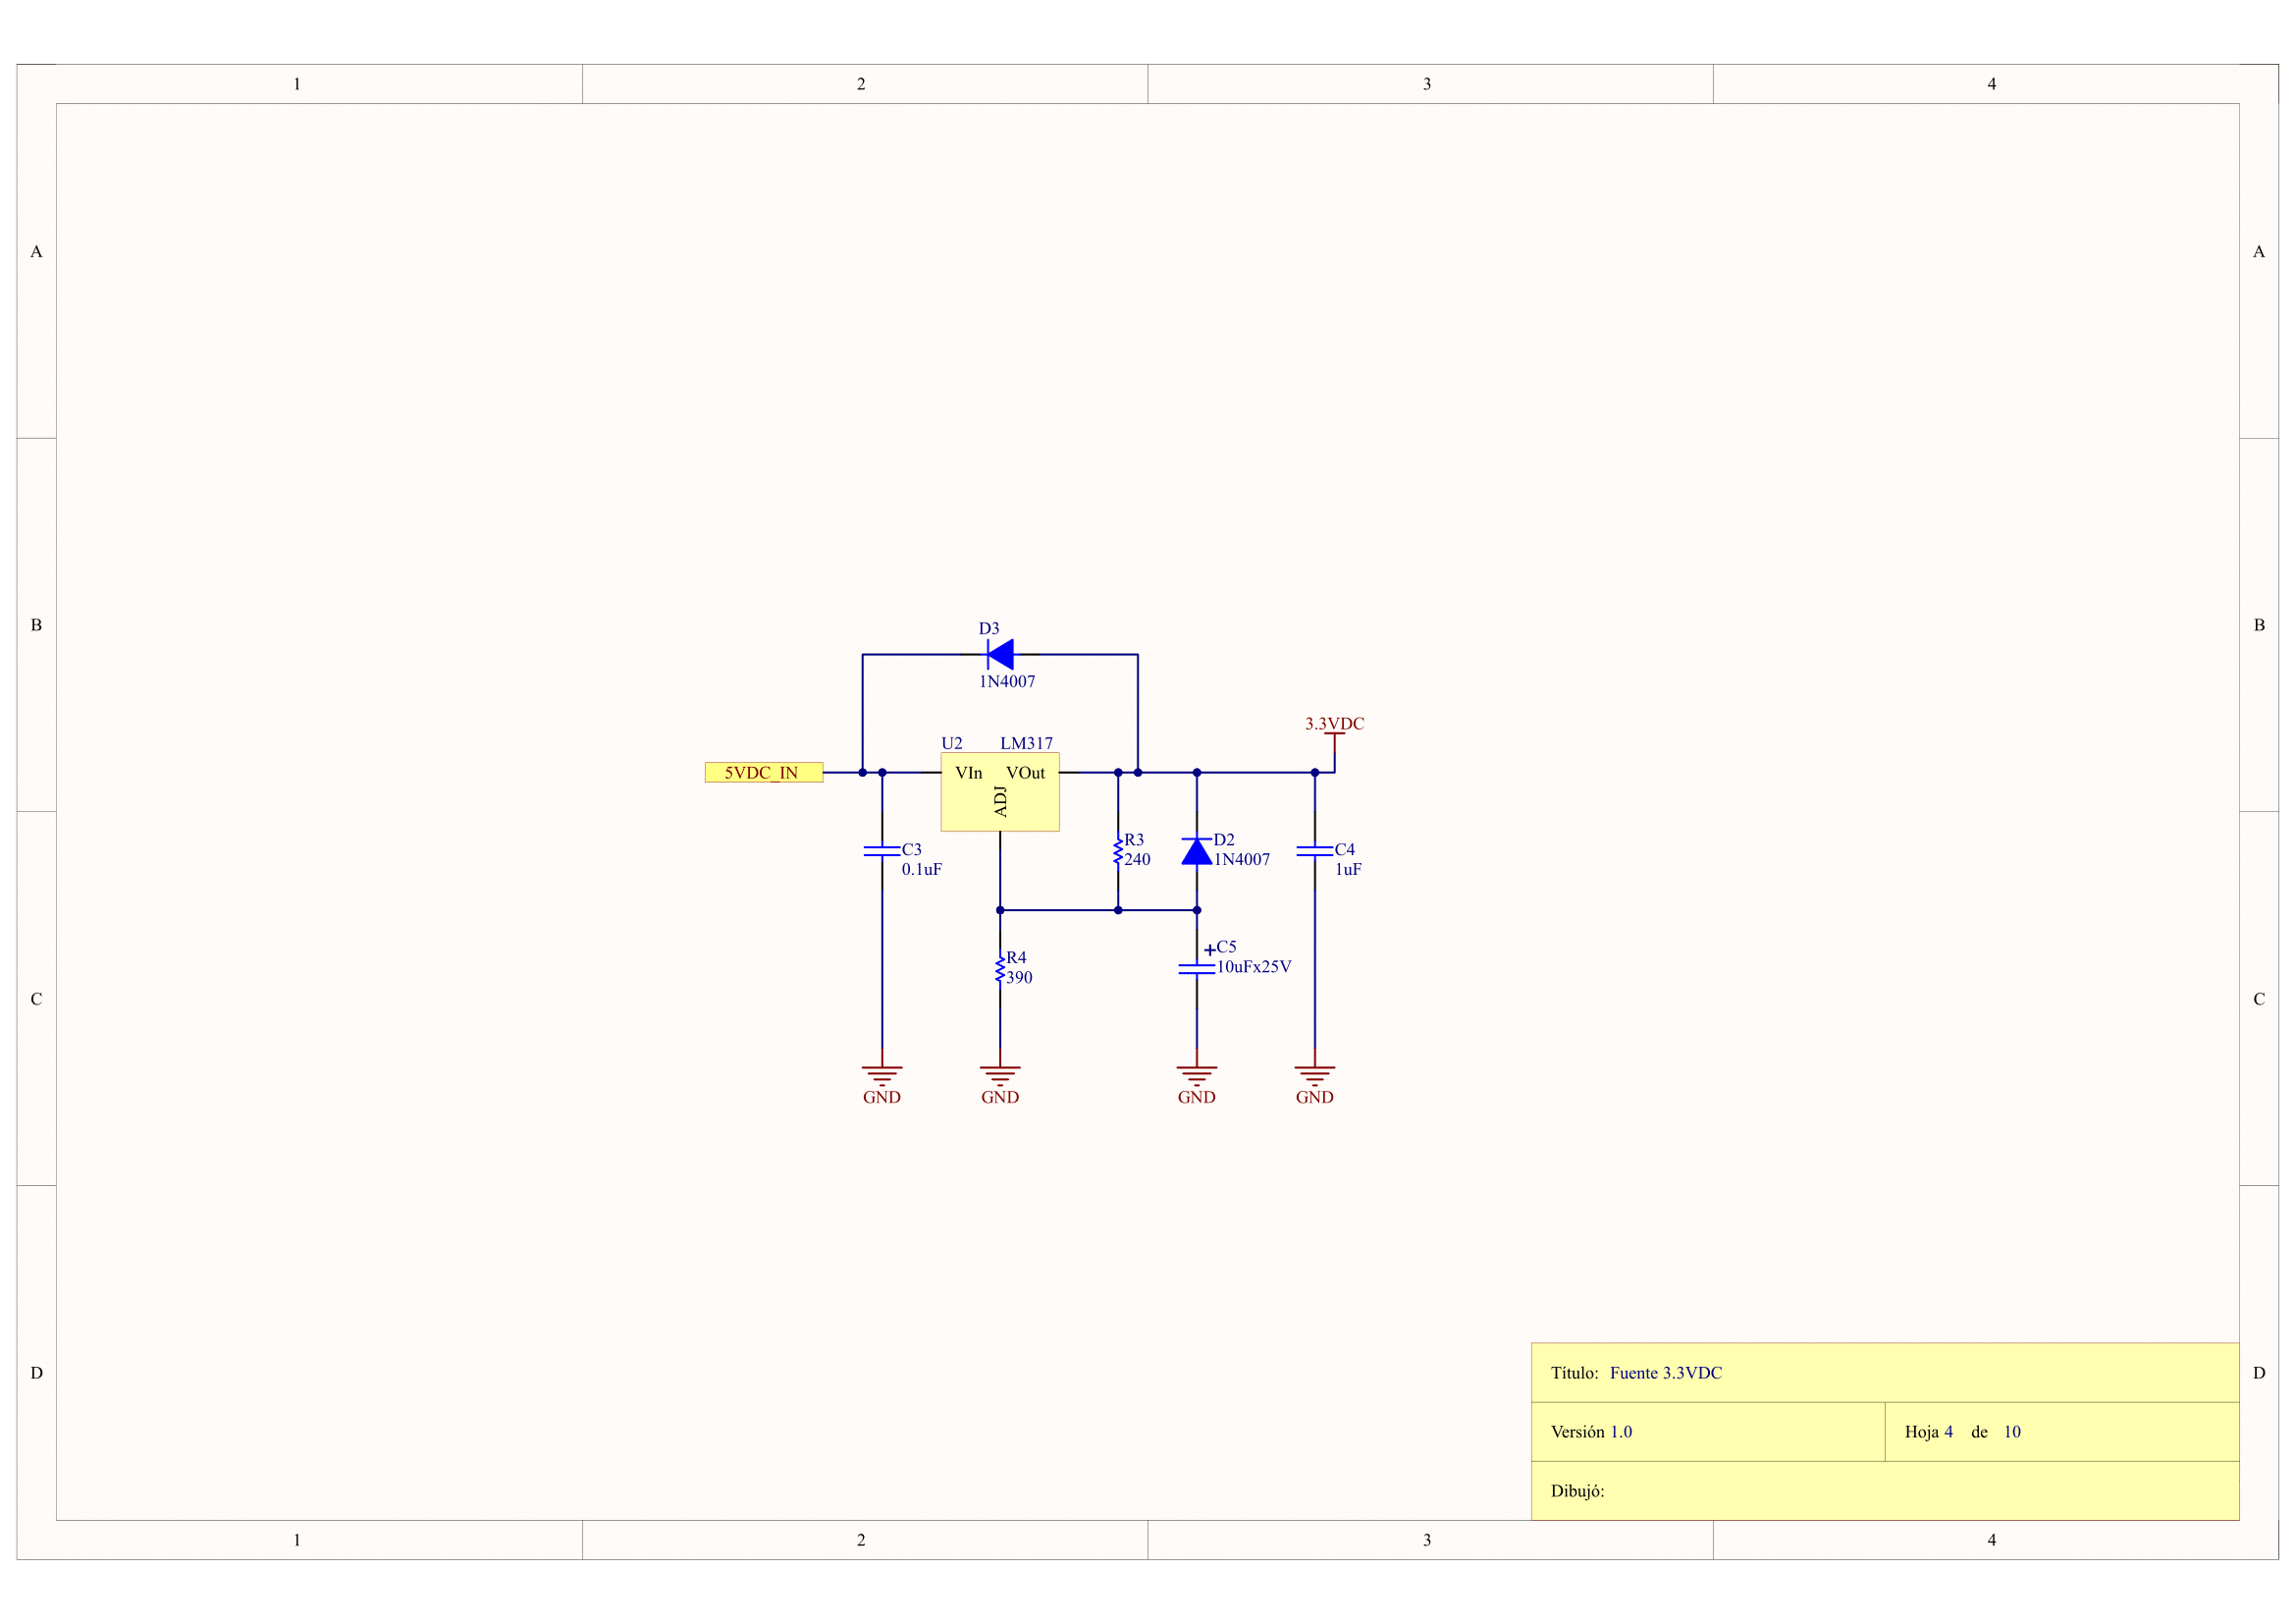 1 2 3 4
A A
D3
B B
1N4007
3.3VDC
U2 LM317
5VDC_IN VIn VOut
ADJ
R3 D2 C4
C3 240 1N4007 1uF
0.1uF
C5
R4 10uFx25V
390
C C
GND GND GND GND
Título: Fuente 3.3VDC
D D
Versión 1.0 Hoja 4 de 10
Dibujó:
1 2 3 4